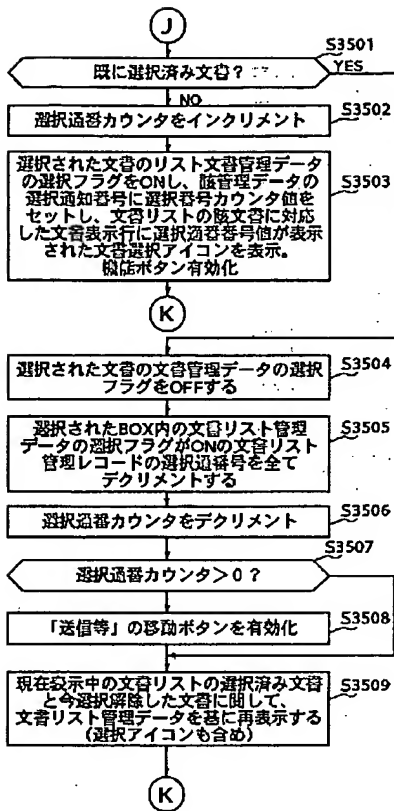 J
S3501
既に選択済み文書?
YES
NO
S3502
選択通番カウンタをインクリメント
S3503
選択された文書のリスト文書管理データ
の選択フラグをONし、該管理データの
選択通知番号に選択番号カウンタ値を
セットし、文書リストの該文書に対応
した文書表示行に選択通番番号値が表示
された文書選択アイコンを表示。
機能ボタン有効化
K
S3504
選択された文書の文書管理データの選択
フラグをOFFする
S3505
選択されたBOX内の文書リスト管理
データの選択フラグがONの文書リスト
管理レコードの選択通番号を全て
デクリメントする
S3506
選択通番カウンタをデクリメント
S3507
選択通番カウンタ>0?
S3508
「送信等」の移動ボタンを有効化
S3509
現在表示中の文書リストの選択済み文書
と今選択解除した文書に関して、
文書リスト管理データを基に再表示する
(選択アイコンも含め)
K